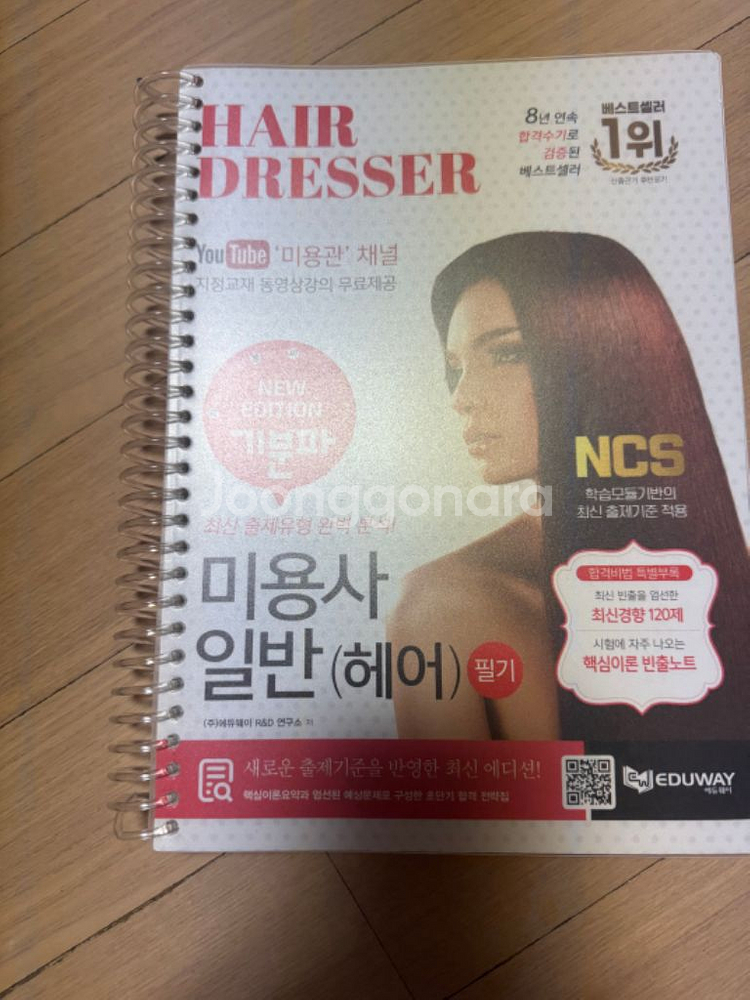 HAIR
DRESSER
8년 연속
합격수기로
검증된
베스트셀러
베스트셀러
1위
YouTube '미용관' 채널
지정교재 동영상강의 무료제공
NEW
EDITION
기분파
Joonggonara
NCS
학습모듈기반의
최신 출제기준 적용
최신 출제유형 완벽 분석!
미용사
일반 (헤어) 필기
(주)에듀웨이 R&D 연구소 저
합격비법 특별부록
최신 빈출을 엄선한
최신경향 120제
시험에 자주 나오는
핵심이론 빈출노트
새로운 출제기준을 반영한 최신 에디션!
핵심이론요약과 엄선된 예상문제로 구성한 초단기 합격 전략집
EDUWAY
에듀웨이